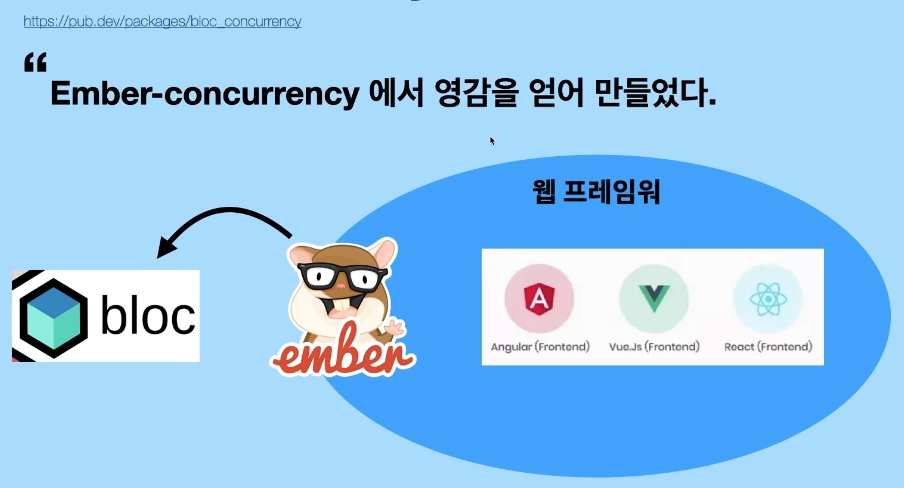 https://pub.dev/packages/bloc_concurrency
“
Ember-concurrency 에서 영감을 얻어 만들었다.
웹 프레임워
bloc
ember
Angular (Frontend) Vue.Js (Frontend) React (Frontend)